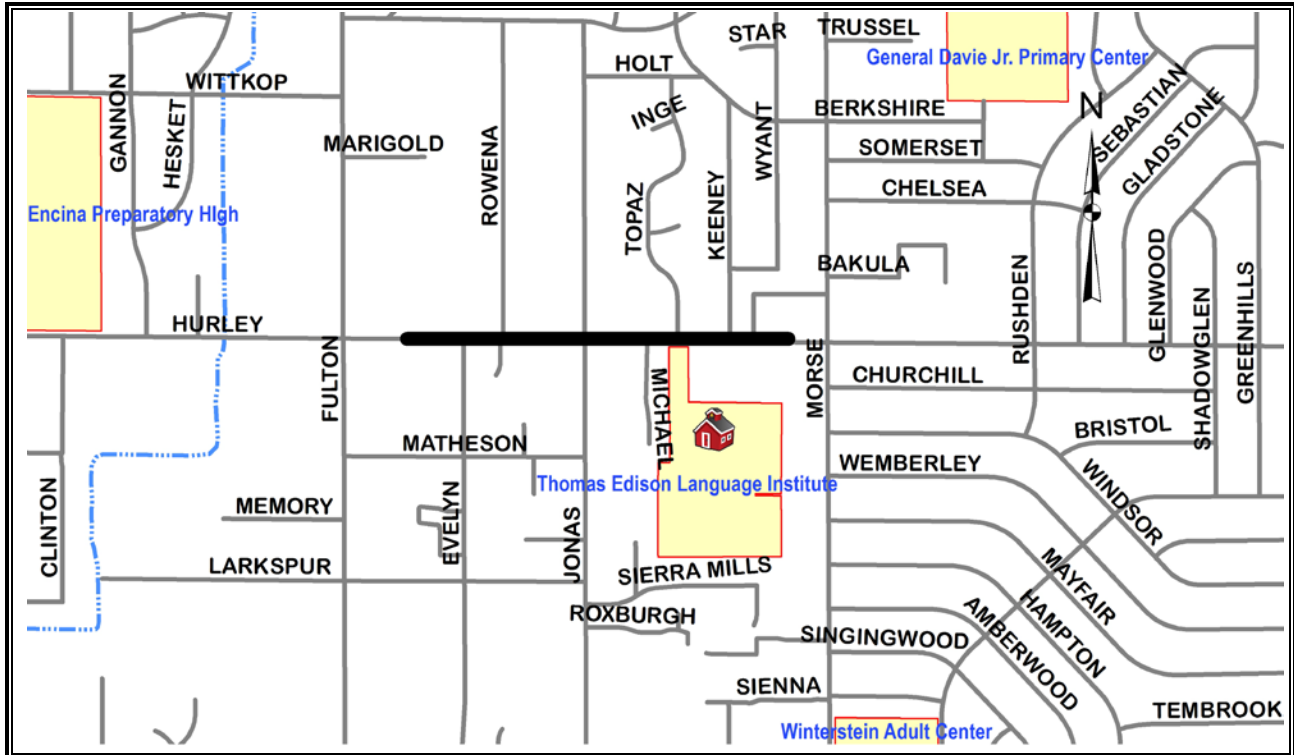 STAR
TRUSSEL
General Davie Jr. Primary Center
HOLT
WITTKOP
GANNON
HESKET
INGE
WYANT
BERKSHIRE
N
SEBASTIAN
GLADSTONE
MARIGOLD
SOMERSET
ROWENA
KEENEY
CHELSEA
Encina Preparatory HIgh
TOPAZ
BAKULA
RUSHDEN
GLENWOOD
SHADOWGLEN
GREENHILLS
HURLEY
FULTON
MICHAEL
MORSE
CHURCHILL
BRISTOL
MATHESON
WEMBERLEY
WINDSOR
Thomas Edison Language Institute
CLINTON
MEMORY
EVELYN
JONAS
LARKSPUR
SIERRA MILLS
MAYFAIR
ROXBURGH
HAMPTON
AMBERWOOD
SINGINGWOOD
SIENNA
TEMBROOK
Winterstein Adult Center